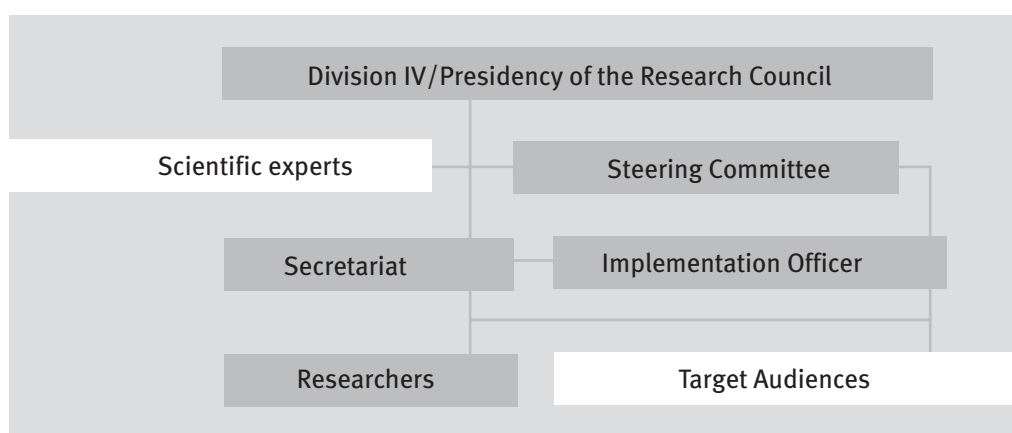 Division IV/Presidency of the Research Council
Scientific experts
Steering Committee
Secretariat
Implementation Officer
Researchers
Target Audiences